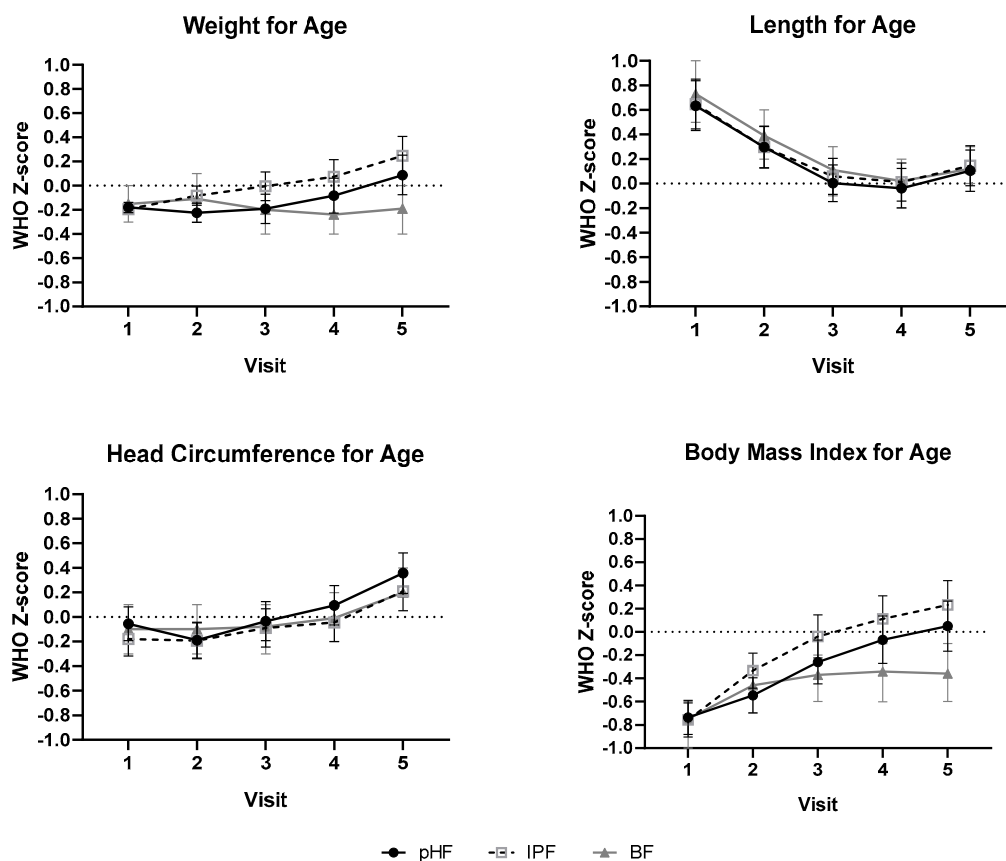 Weight for Age
1.0
0.8
0.6
0.4
0.2
0.0
-0.2
-0.4
-0.6
-0.8
-1.0
WHO Z-score
1 2 3 4 5
Visit
Length for Age
1.0
0.8
0.6
0.4
0.2
0.0
-0.2
-0.4
-0.6
-0.8
-1.0
WHO Z-score
1 2 3 4 5
Visit
Head Circumference for Age
1.0
0.8
0.6
0.4
0.2
0.0
-0.2
-0.4
-0.6
-0.8
-1.0
WHO Z-score
1 2 3 4 5
Visit
Body Mass Index for Age
1.0
0.8
0.6
0.4
0.2
0.0
-0.2
-0.4
-0.6
-0.8
-1.0
WHO Z-score
1 2 3 4 5
Visit
pHF IPF BF